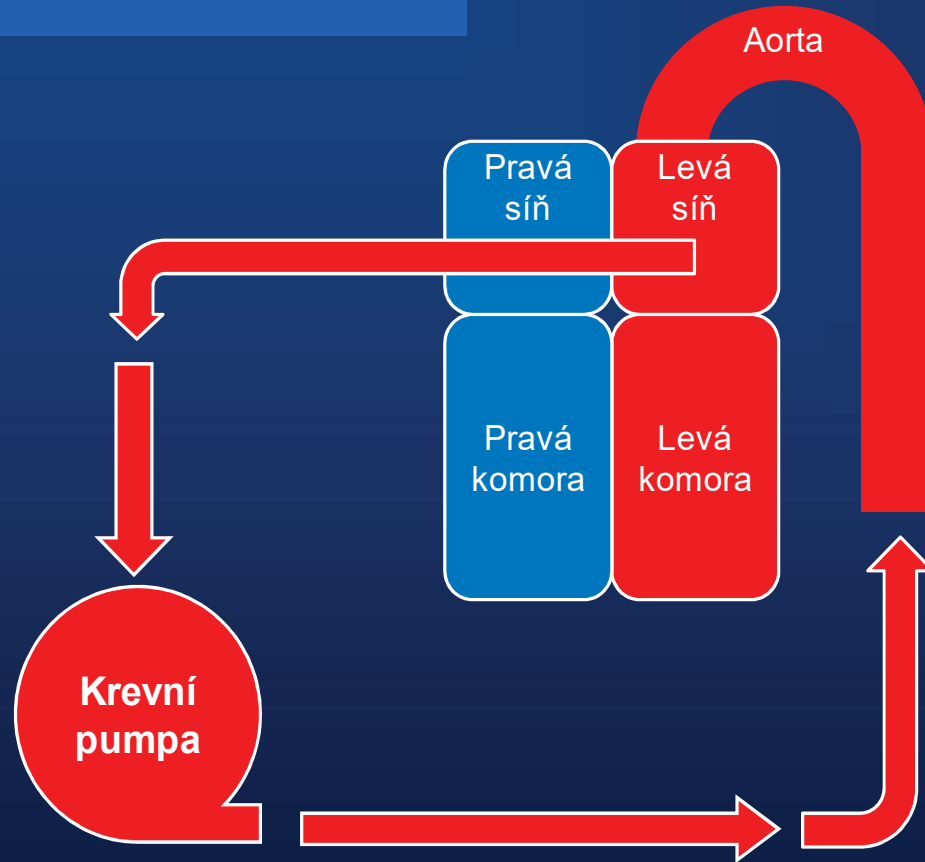 Aorta
Pravá
síň
Levá
síň
Pravá
komora
Levá
komora
Krevní
pumpa